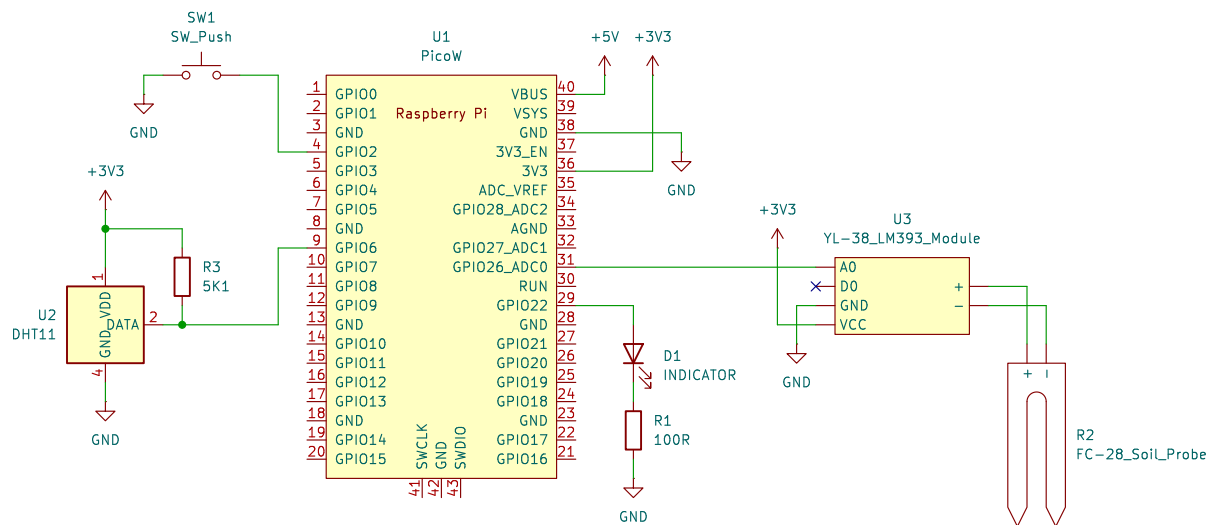 SW1
SW_Push
GND
+3V3
R3
5K1
U2
DHT11
1
VDD
DATA
2
GND
4
GND
U1
PicoW
Raspberry Pi
1 GPIO0
2 GPIO1
3 GND
4 GPIO2
5 GPIO3
6 GPIO4
7 GPIO5
8 GND
9 GPIO6
10 GPIO7
11 GPIO8
12 GPIO9
13 GND
14 GPIO10
15 GPIO11
16 GPIO12
17 GPIO13
18 GND
19 GPIO14
20 GPIO15
SWCLK 41
GND 42
SWDIO 43
VBUS 40
VSYS 39
GND 38
3V3_EN 37
3V3 36
ADC_VREF 35
GPIO28_ADC2 34
AGND 33
GPIO27_ADC1 32
GPIO26_ADC0 31
RUN 30
GPIO22 29
GND 28
GPIO21 27
GPIO20 26
GPIO19 25
GPIO18 24
GND 23
GPIO17 22
GPIO16 21
+5V
+3V3
GND
D1
INDICATOR
R1
100R
GND
+3V3
GND
U3
YL-38_LM393_Module
A0
D0
GND
VCC
+
−
+
−
R2
FC-28_Soil_Probe